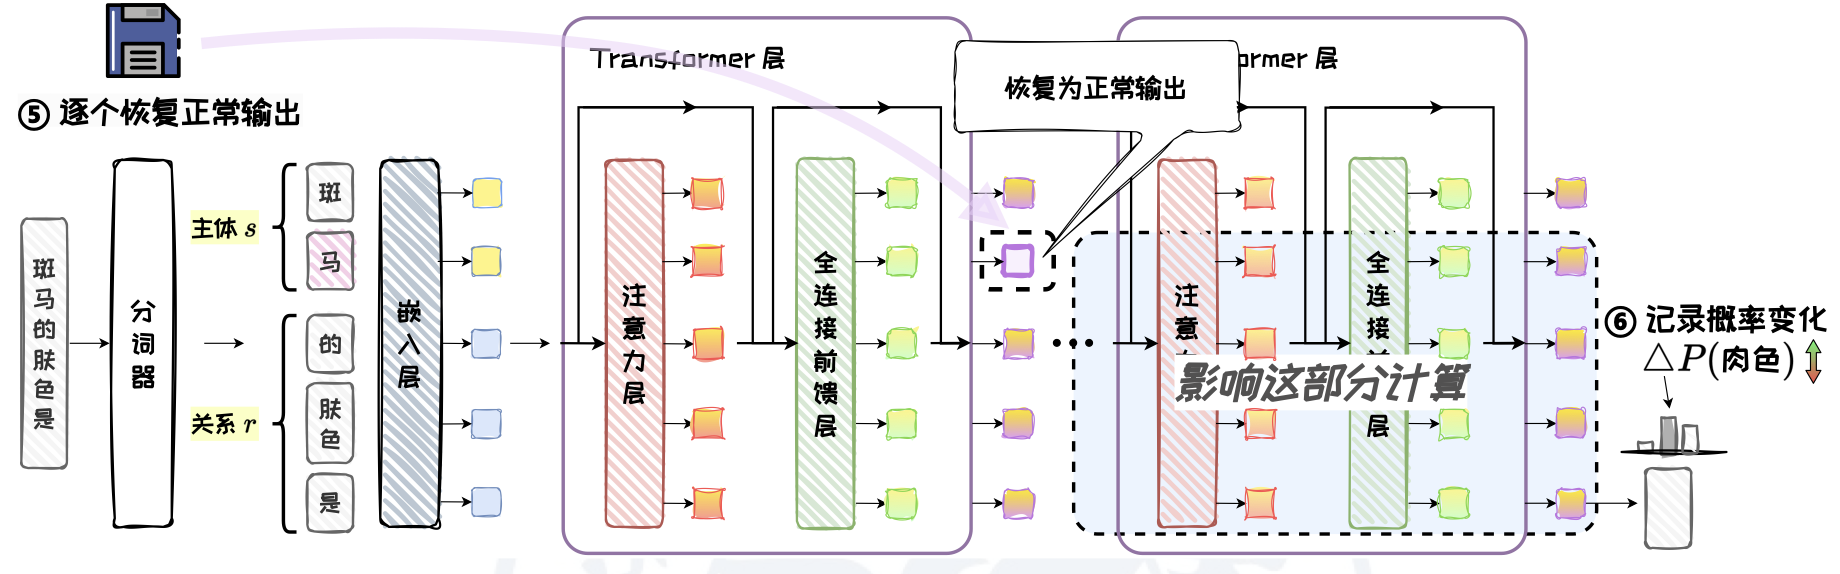 ⑤ 逐个恢复正常输出
斑马的肤色是
分词器
主体 s
关系 r
斑
马
的
肤色
是
嵌入层
Transformer 层
注意力层
全连接前馈层
恢复为正常输出
ormer 层
注意
全连接前
层
影响这部分计算
⑥ 记录概率变化
△P(肉色)